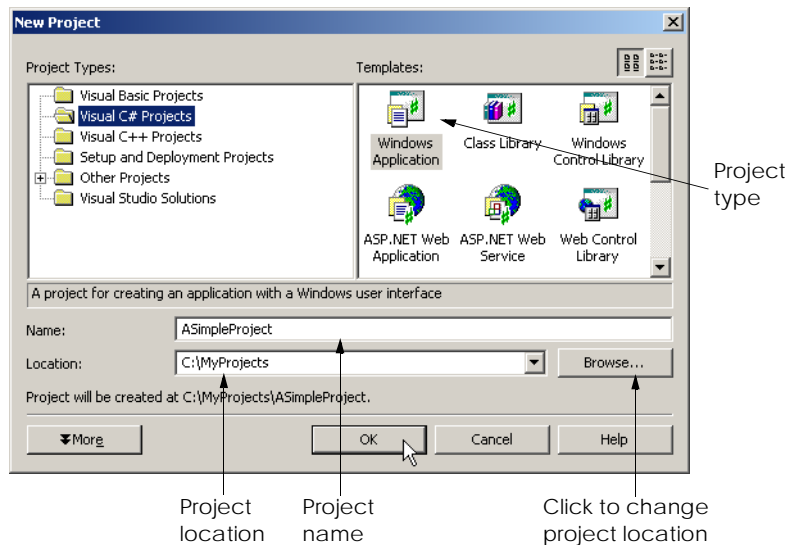 New Project
Project Types:
Templates:
Visual Basic Projects
Visual C# Projects
Visual C++ Projects
Setup and Deployment Projects
Other Projects
Visual Studio Solutions
Windows
Application
Class Library
Windows
Control Library
ASP.NET Web
Application
ASP.NET Web
Service
Web Control
Library
Project
type
A project for creating an application with a Windows user interface
Name:
ASimpleProject
Location:
C:\MyProjects
Browse...
Project will be created at C:\MyProjects\ASimpleProject.
More
OK
Cancel
Help
Project
location
Project
name
Click to change
project location